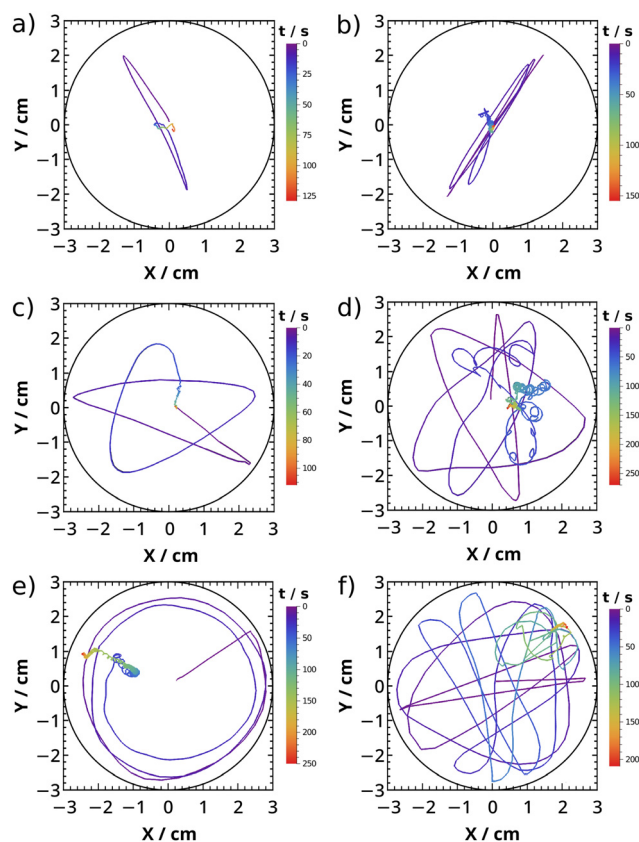 a) b)
t / s t / s
3 3
2 2
1 1
0 0
−1 −1
−2 −2
−3 −3
Y / cm Y / cm
0 25 50 75 100 125
0 50 100 150
−3 −2 −1 0 1 2 3 −3 −2 −1 0 1 2 3
X / cm X / cm
c) d)
t / s t / s
3 3
2 2
1 1
0 0
−1 −1
−2 −2
−3 −3
Y / cm Y / cm
0 20 40 60 80 100
0 50 100 150 200 250
−3 −2 −1 0 1 2 3 −3 −2 −1 0 1 2 3
X / cm X / cm
e) f)
t / s t / s
3 3
2 2
1 1
0 0
−1 −1
−2 −2
−3 −3
Y / cm Y / cm
0 50 100 150 200 250
0 50 100 150 200
−3 −2 −1 0 1 2 3 −3 −2 −1 0 1 2 3
X / cm X / cm